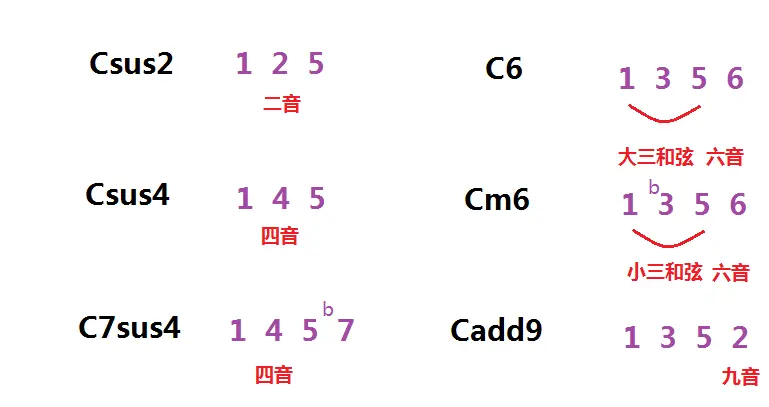 Csus2 1 2 5
二音
C6 1 3 5 6
大三和弦 六音
Csus4 1 4 5
四音
Cm6 1 b3 5 6
小三和弦 六音
C7sus4 1 4 5 b7
四音
Cadd9 1 3 5 2
九音